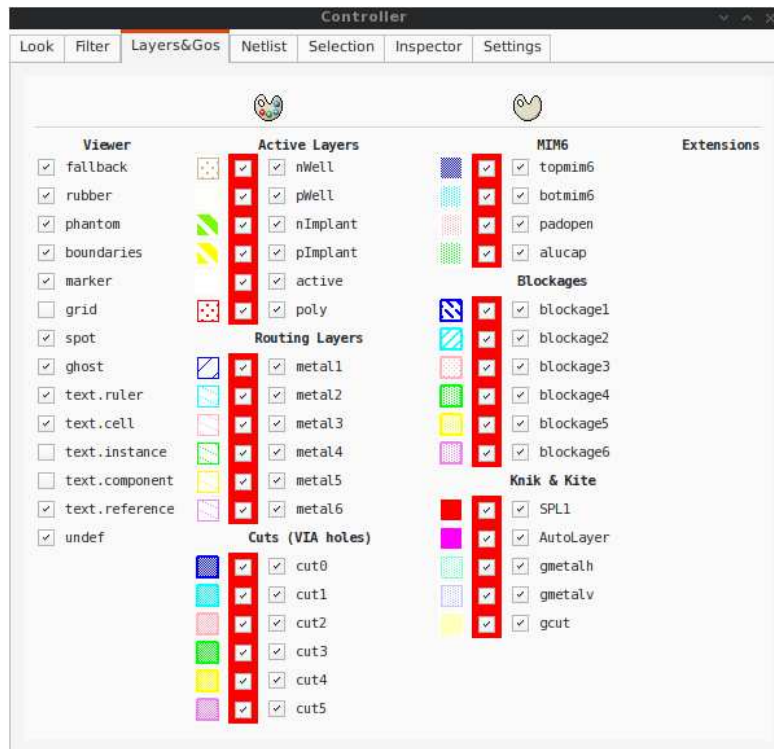 Controller
Look Filter Layers&Gos Netlist Selection Inspector Settings
Viewer
fallback
rubber
phantom
boundaries
marker
grid
spot
ghost
text.ruler
text.cell
text.instance
text.component
text.reference
undef
Active Layers
nWell
pWell
nImplant
pImplant
active
poly
Routing Layers
metal1
metal2
metal3
metal4
metal5
metal6
Cuts (VIA holes)
cut0
cut1
cut2
cut3
cut4
cut5
MIM6
topmim6
botmim6
padopen
alucap
Blockages
blockage1
blockage2
blockage3
blockage4
blockage5
blockage6
Knik & Kite
SPL1
AutoLayer
gmetalh
gmetalv
gcut
Extensions